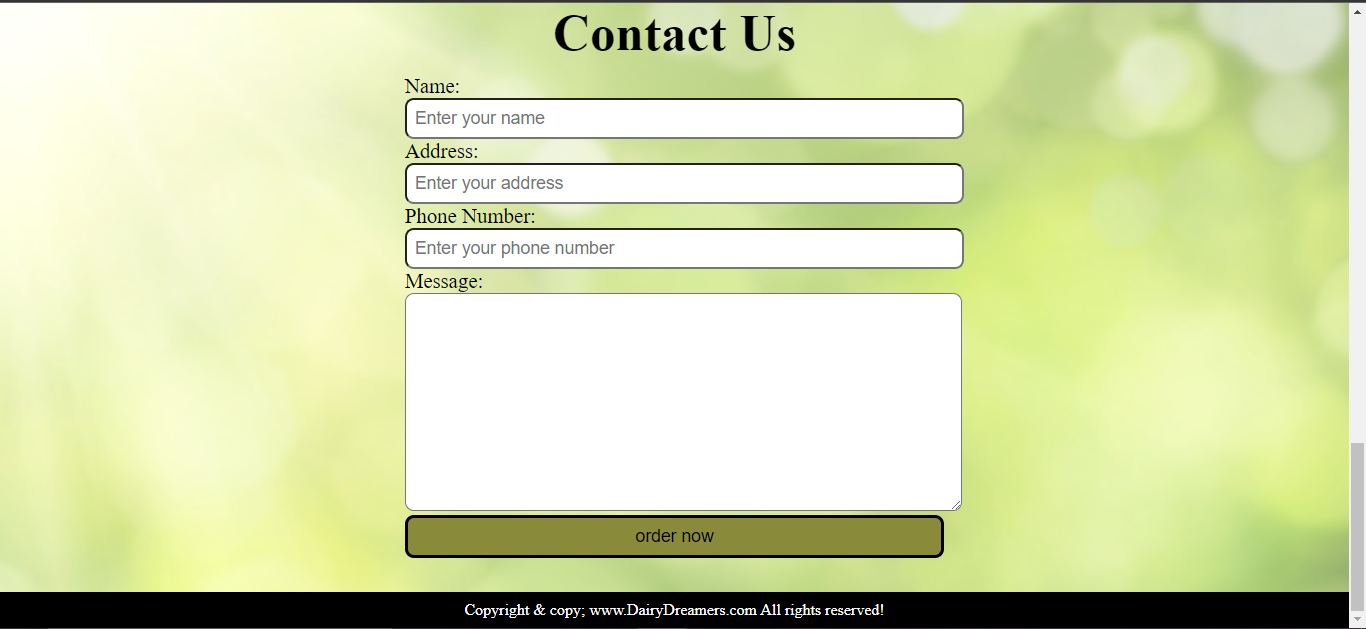 Contact Us
Name:
Enter your name
Address:
Enter your address
Phone Number:
Enter your phone number
Message:
order now
Copyright & copy; www.DairyDreamers.com All rights reserved!